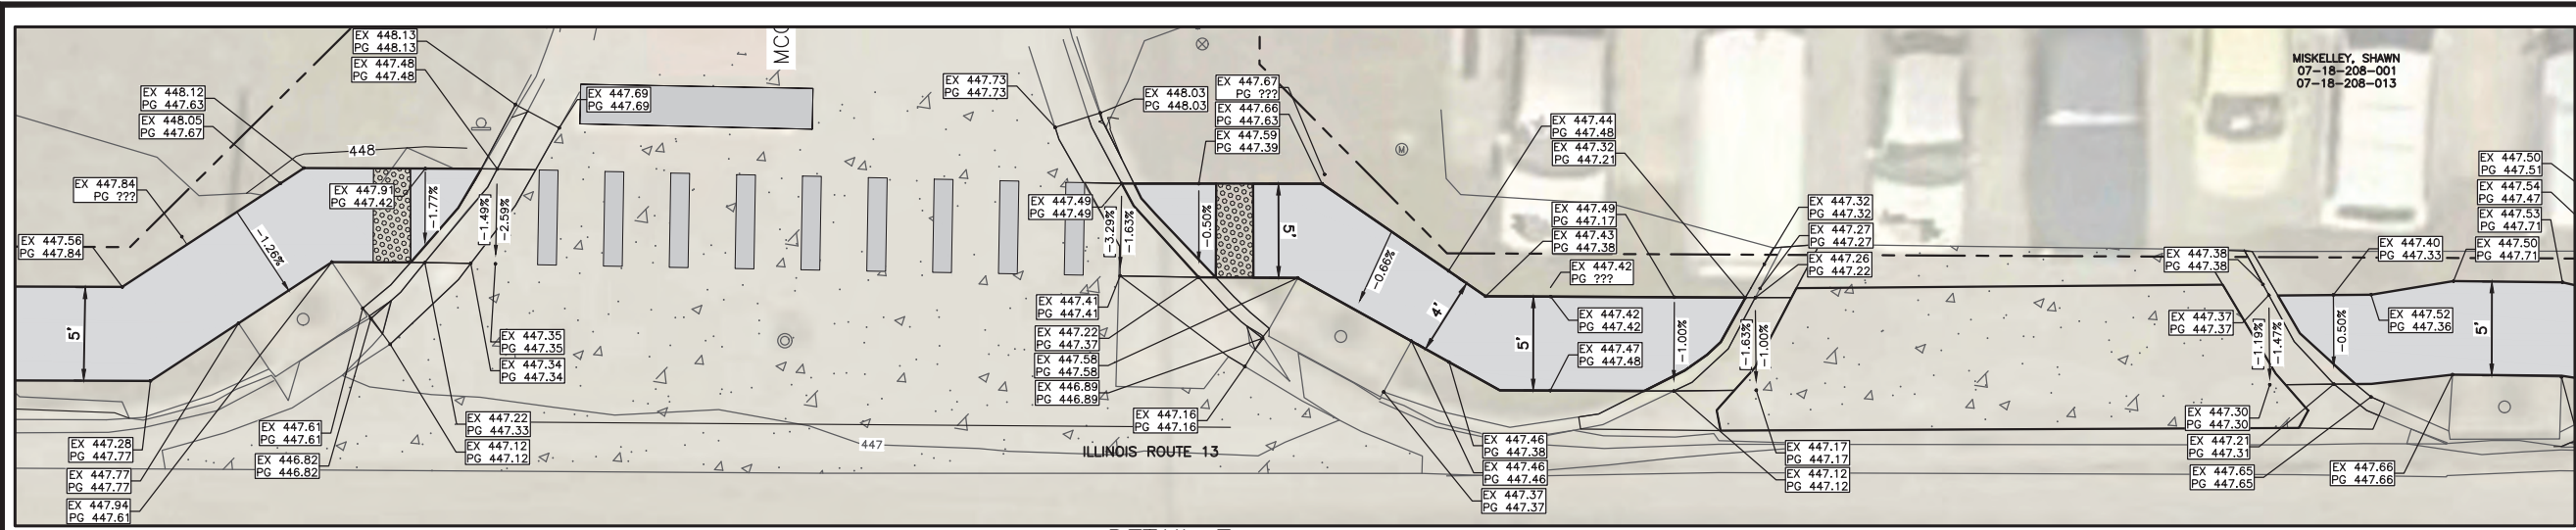 EX 448.13
PG 448.13
EX 447.48
PG 447.48
EX 448.12
PG 447.63
EX 448.05
PG 447.67
448
EX 447.84
PG ???
EX 447.56
PG 447.84
5'
-1.26%
EX 447.91
PG 447.42
-1.77%
-1.49%
-2.59%
EX 447.69
PG 447.69
EX 447.35
PG 447.35
EX 447.34
PG 447.34
EX 447.22
PG 447.33
EX 447.12
PG 447.12
EX 447.61
PG 447.61
EX 446.82
PG 446.82
EX 447.28
PG 447.77
EX 447.77
PG 447.77
EX 447.94
PG 447.61
447
ILLINOIS ROUTE 13
EX 447.73
PG 447.73
EX 448.03
PG 448.03
EX 447.67
PG ???
EX 447.66
PG 447.63
EX 447.59
PG 447.39
EX 447.49
PG 447.49
-3.29%
-1.63%
-0.50%
5'
EX 447.41
PG 447.41
EX 447.22
PG 447.37
EX 447.58
PG 447.58
EX 446.89
PG 446.89
EX 447.16
PG 447.16
-0.66%
4'
EX 447.44
PG 447.48
EX 447.32
PG 447.21
EX 447.49
PG 447.17
EX 447.43
PG 447.38
EX 447.42
PG ???
EX 447.42
PG 447.42
EX 447.47
PG 447.48
5'
-1.00%
-1.63%
-1.00%
EX 447.46
PG 447.38
EX 447.46
PG 447.46
EX 447.37
PG 447.37
EX 447.32
PG 447.32
EX 447.27
PG 447.27
EX 447.26
PG 447.22
EX 447.17
PG 447.17
EX 447.12
PG 447.12
MISKELLEY, SHAWN
07-18-208-001
07-18-208-013
EX 447.38
PG 447.38
EX 447.37
PG 447.37
-1.19%
-1.47%
-0.50%
EX 447.40
PG 447.33
EX 447.52
PG 447.36
EX 447.50
PG 447.51
EX 447.54
PG 447.47
EX 447.53
PG 447.71
EX 447.50
PG 447.71
5'
EX 447.30
PG 447.30
EX 447.21
PG 447.31
EX 447.65
PG 447.65
EX 447.66
PG 447.66